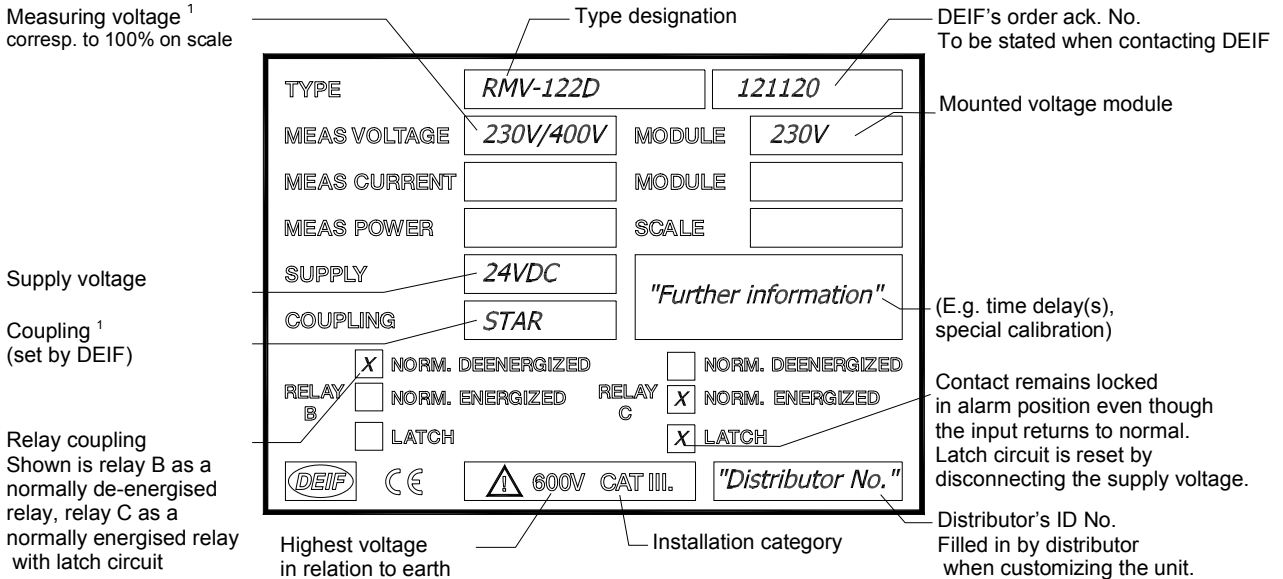 Measuring voltage 1
corresp. to 100% on scale
Type designation
DEIF's order ack. No.
To be stated when contacting DEIF
TYPE RMV-122D 121120
Mounted voltage module
MEAS VOLTAGE 230V/400V MODULE 230V
MEAS CURRENT MODULE
MEAS POWER SCALE
Supply voltage
SUPPLY 24VDC "Further information"
(E.g. time delay(s),
special calibration)
Coupling 1
(set by DEIF)
COUPLING STAR
X NORM. DEENERGIZED NORM. DEENERGIZED
RELAY B NORM. ENERGIZED RELAY C X NORM. ENERGIZED
LATCH X LATCH
Contact remains locked
in alarm position even though
the input returns to normal.
Latch circuit is reset by
disconnecting the supply voltage.
Relay coupling
Shown is relay B as a
normally de-energised
relay, relay C as a
normally energised relay
with latch circuit
DEIF CE 600V CAT III. "Distributor No."
Highest voltage
in relation to earth
Installation category
Distributor's ID No.
Filled in by distributor
when customizing the unit.